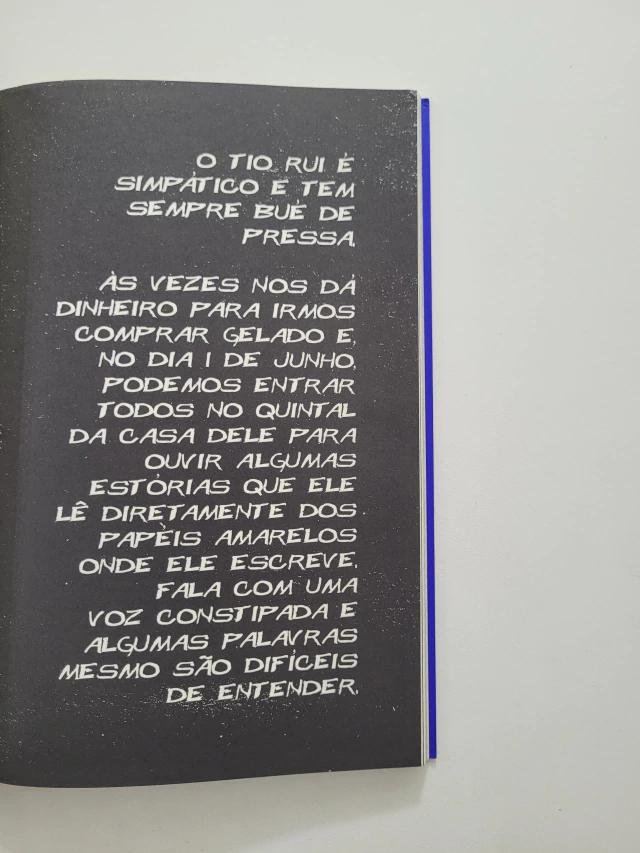 O TIO RUI É
SIMPÁTICO E TEM
SEMPRE BUÉ DE
PRESSA.
ÀS VEZES NOS DÁ
DINHEIRO PARA IRMOS
COMPRAR GELADO E,
NO DIA 1 DE JUNHO,
PODEMOS ENTRAR
TODOS NO QUINTAL
DA CASA DELE PARA
OUVIR ALGUMAS
ESTÓRIAS QUE ELE
LÊ DIRETAMENTE DOS
PAPÉIS AMARELOS
ONDE ELE ESCREVE.
FALA COM UMA
VOZ CONSTIPADA E
ALGUMAS PALAVRAS
MESMO SÃO DIFÍCEIS
DE ENTENDER.